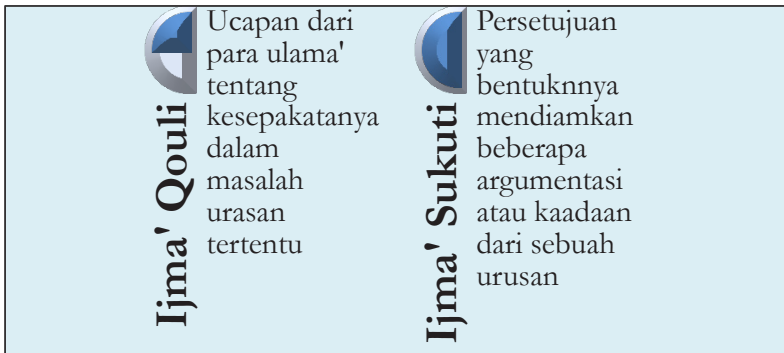 Ijma' Qouli
Ucapan dari
para ulama'
tentang
kesepakatanya
dalam
masalah
urasan
tertentu
Ijma' Sukuti
Persetujuan
yang
bentuknnya
mendiamkan
beberapa
argumentasi
atau kaadaan
dari sebuah
urusan